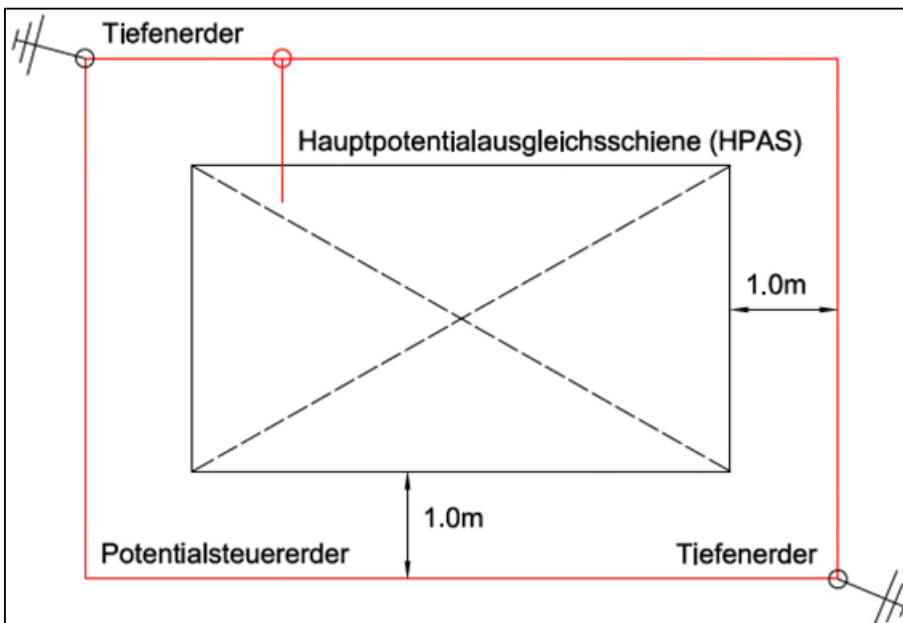 Tiefenerder
Hauptpotentialausgleichsschiene (HPAS)
1.0m
1.0m
Potentialsteuererder
Tiefenerder